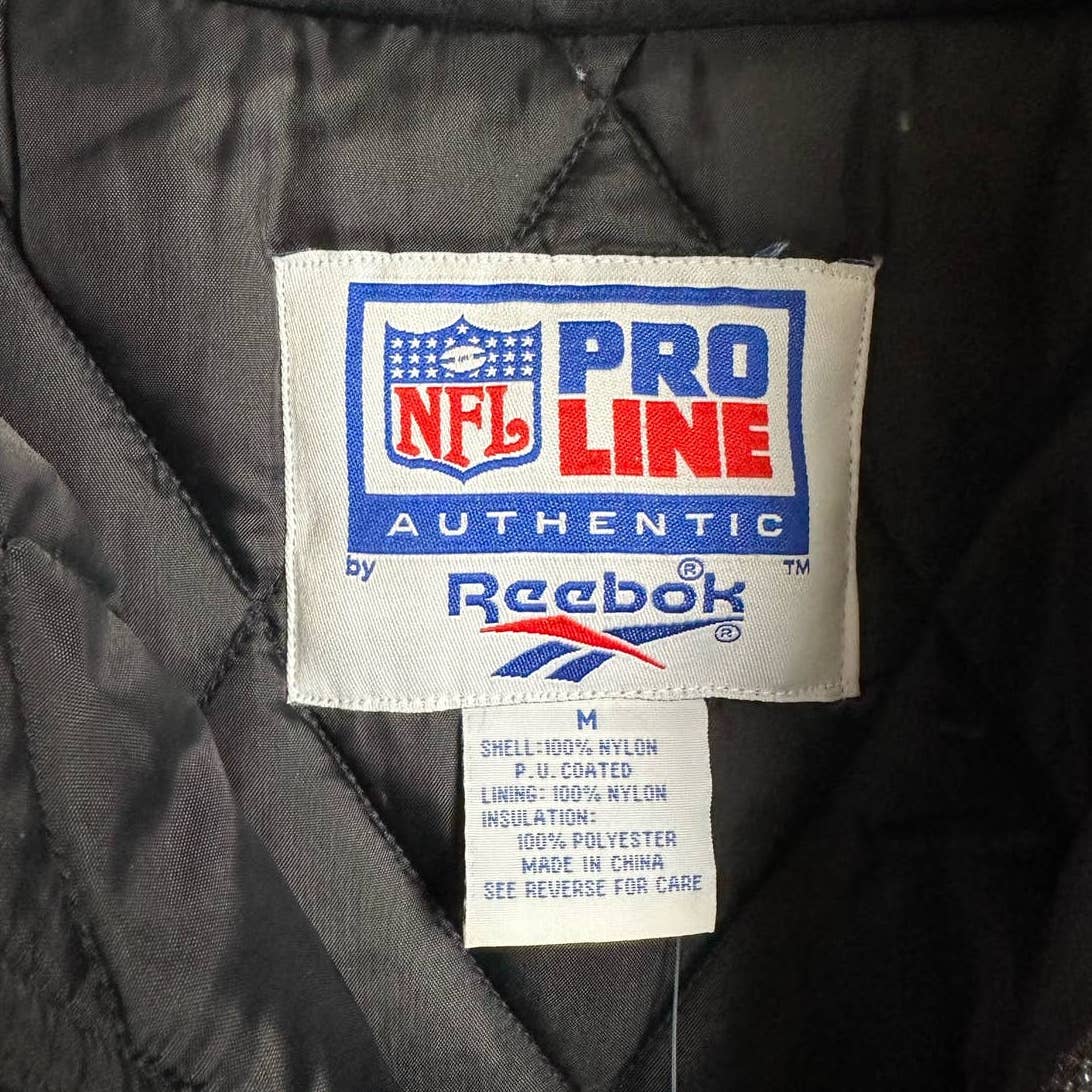 NFL
PRO
LINE
AUTHENTIC
by
TM
Reebok®
®
M
SHELL:100% NYLON
P.U.COATED
LINING: 100% NYLON
INSULATION:
100% POLYESTER
MADE IN CHINA
SEE REVERSE FOR CARE